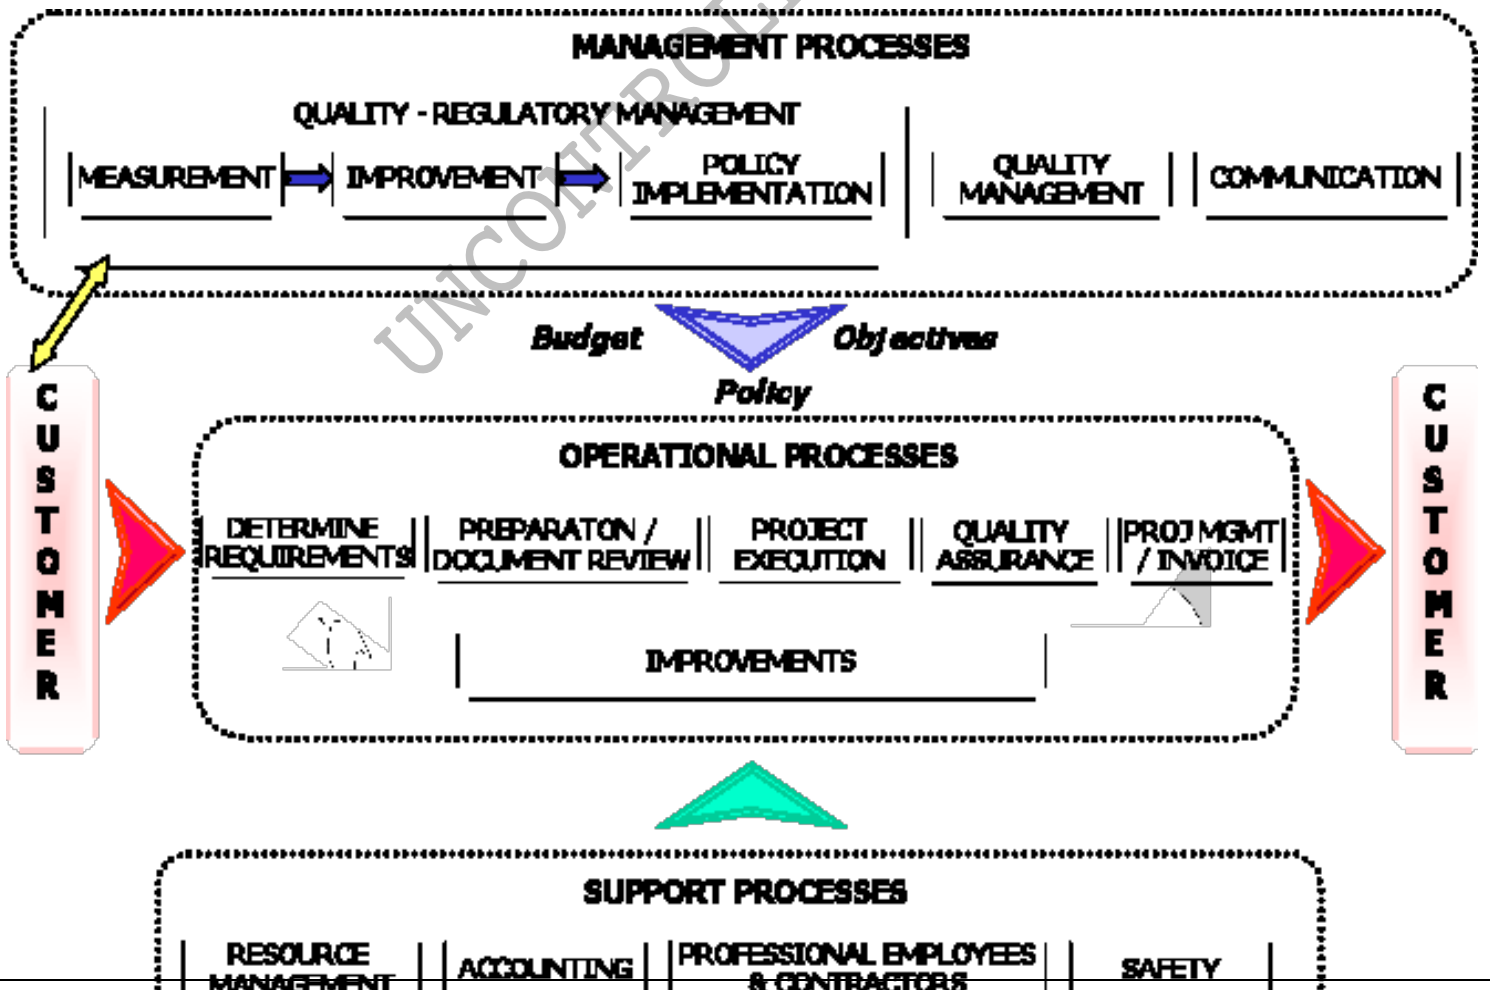 MANAGEMENT PROCESSES
QUALITY - REGULATORY MANAGEMENT
MEASUREMENT
IMPROVEMENT
POLICY
IMPLEMENTATION
QUALITY
MANAGEMENT
COMMUNICATION
UNCONTROL
Budget
Objectives
Policy
CUSTOMER
CUSTOMER
OPERATIONAL PROCESSES
DETERMINE
REQUIREMENTS
PREPARATON /
DOCUMENT REVIEW
PROJECT
EXECUTION
QUALITY
ASSURANCE
PROJ MGMT
/ INVOICE
IMPROVEMENTS
SUPPORT PROCESSES
RESOURCE
MANAGEMENT
ACCOUNTING
PROFESSIONAL EMPLOYEES
& CONTRACTORS
SAFETY